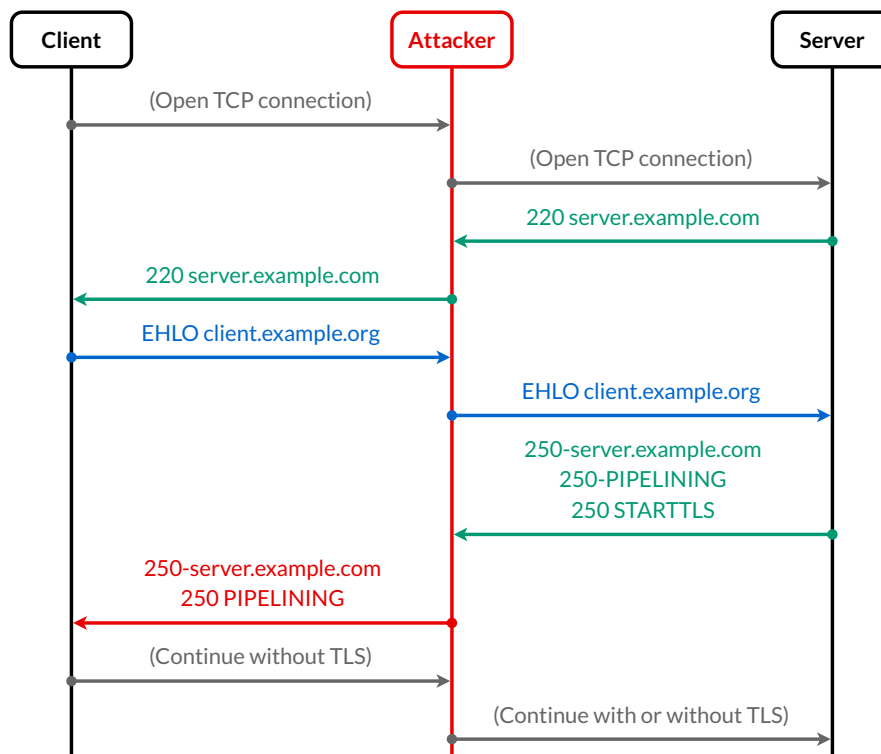 Client
Attacker
Server
(Open TCP connection)
(Open TCP connection)
220 server.example.com
220 server.example.com
EHLO client.example.org
EHLO client.example.org
250-server.example.com
250-PIPELINING
250 STARTTLS
250-server.example.com
250 PIPELINING
(Continue without TLS)
(Continue with or without TLS)